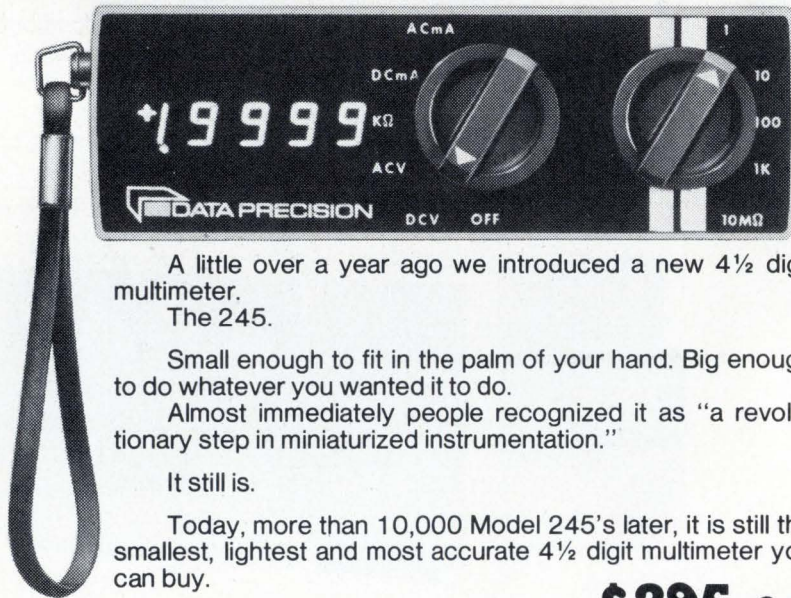 ACmA
1
DCmA
10
+1.9999
KΩ
100
ACV
1K
DATA PRECISION
DCV
OFF
10MΩ
A little over a year ago we introduced a new 4½ dig
multimeter.
The 245.
Small enough to fit in the palm of your hand. Big enoug
to do whatever you wanted it to do.
Almost immediately people recognized it as "a revol
tionary step in miniaturized instrumentation."
It still is.
Today, more than 10,000 Model 245's later, it is still th
smallest, lightest and most accurate 4½ digit multimeter yo
can buy.